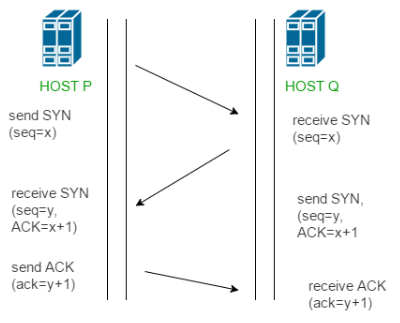 HOST P
HOST Q
send SYN
(seq=x)
receive SYN
(seq=x)
receive SYN
(seq=y,
ACK=x+1)
send SYN,
(seq=y,
ACK=x+1
send ACK
(ack=y+1)
receive ACK
(ack=y+1)